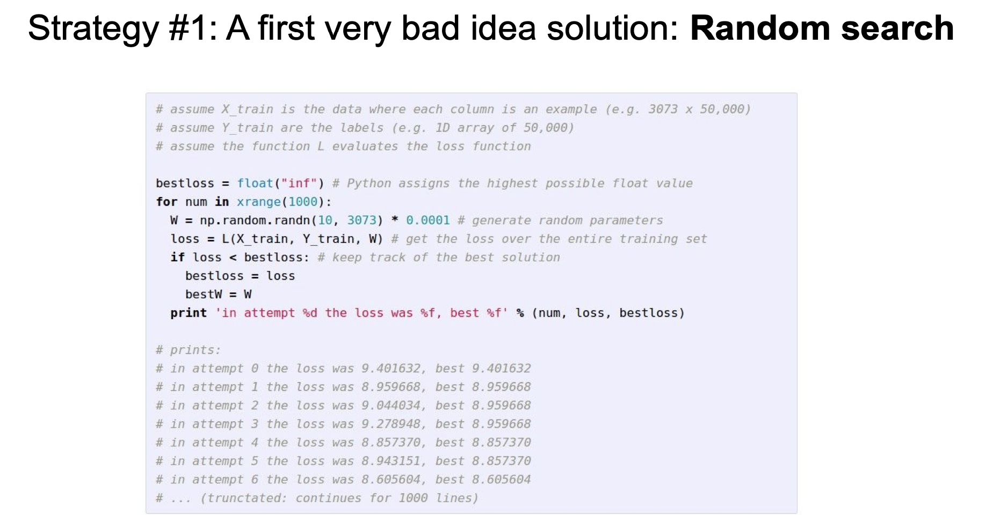 Strategy #1: A first very bad idea solution: Random search
# assume X_train is the data where each column is an example (e.g. 3073 x 50,000)
# assume Y_train are the labels (e.g. 1D array of 50,000)
# assume the function L evaluates the loss function
bestloss = float("inf") # Python assigns the highest possible float value
for num in xrange(1000):
  W = np.random.randn(10, 3073) * 0.0001 # generate random parameters
  loss = L(X_train, Y_train, W) # get the loss over the entire training set
  if loss < bestloss: # keep track of the best solution
    bestloss = loss
    bestW = W
  print 'in attempt %d the loss was %f, best %f' % (num, loss, bestloss)
# prints:
# in attempt 0 the loss was 9.401632, best 9.401632
# in attempt 1 the loss was 8.959668, best 8.959668
# in attempt 2 the loss was 9.044034, best 8.959668
# in attempt 3 the loss was 9.278948, best 8.959668
# in attempt 4 the loss was 8.857370, best 8.857370
# in attempt 5 the loss was 8.943151, best 8.857370
# in attempt 6 the loss was 8.605604, best 8.605604
# ... (trunctated: continues for 1000 lines)